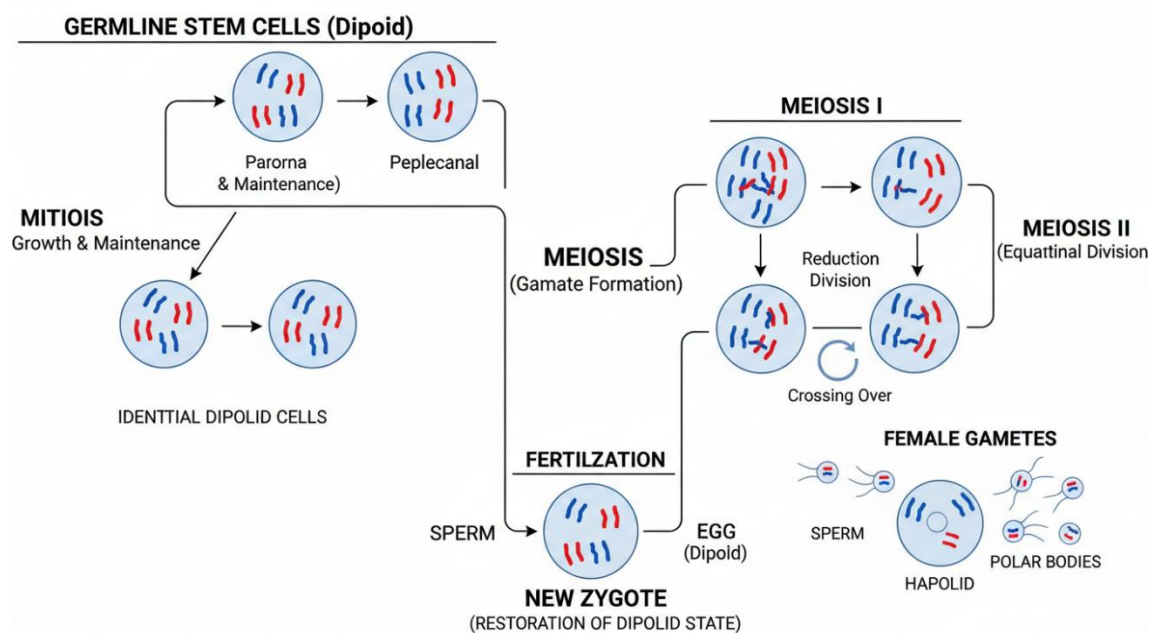 GERMLINE STEM CELLS (Dipoid)
Parorna
& Maintenance)
Peplecanal
MITIOIS
Growth & Maintenance
IDENTTIAL DIPOLID CELLS
MEIOSIS I
MEIOSIS
(Gamate Formation)
Reduction
Division
MEIOSIS II
(Equattinal Division)
Crossing Over
FERTILZATION
SPERM
EGG
(Dipoid)
NEW ZYGOTE
(RESTORATION OF DIPOLID STATE)
FEMALE GAMETES
SPERM
HAPOLID
POLAR BODIES